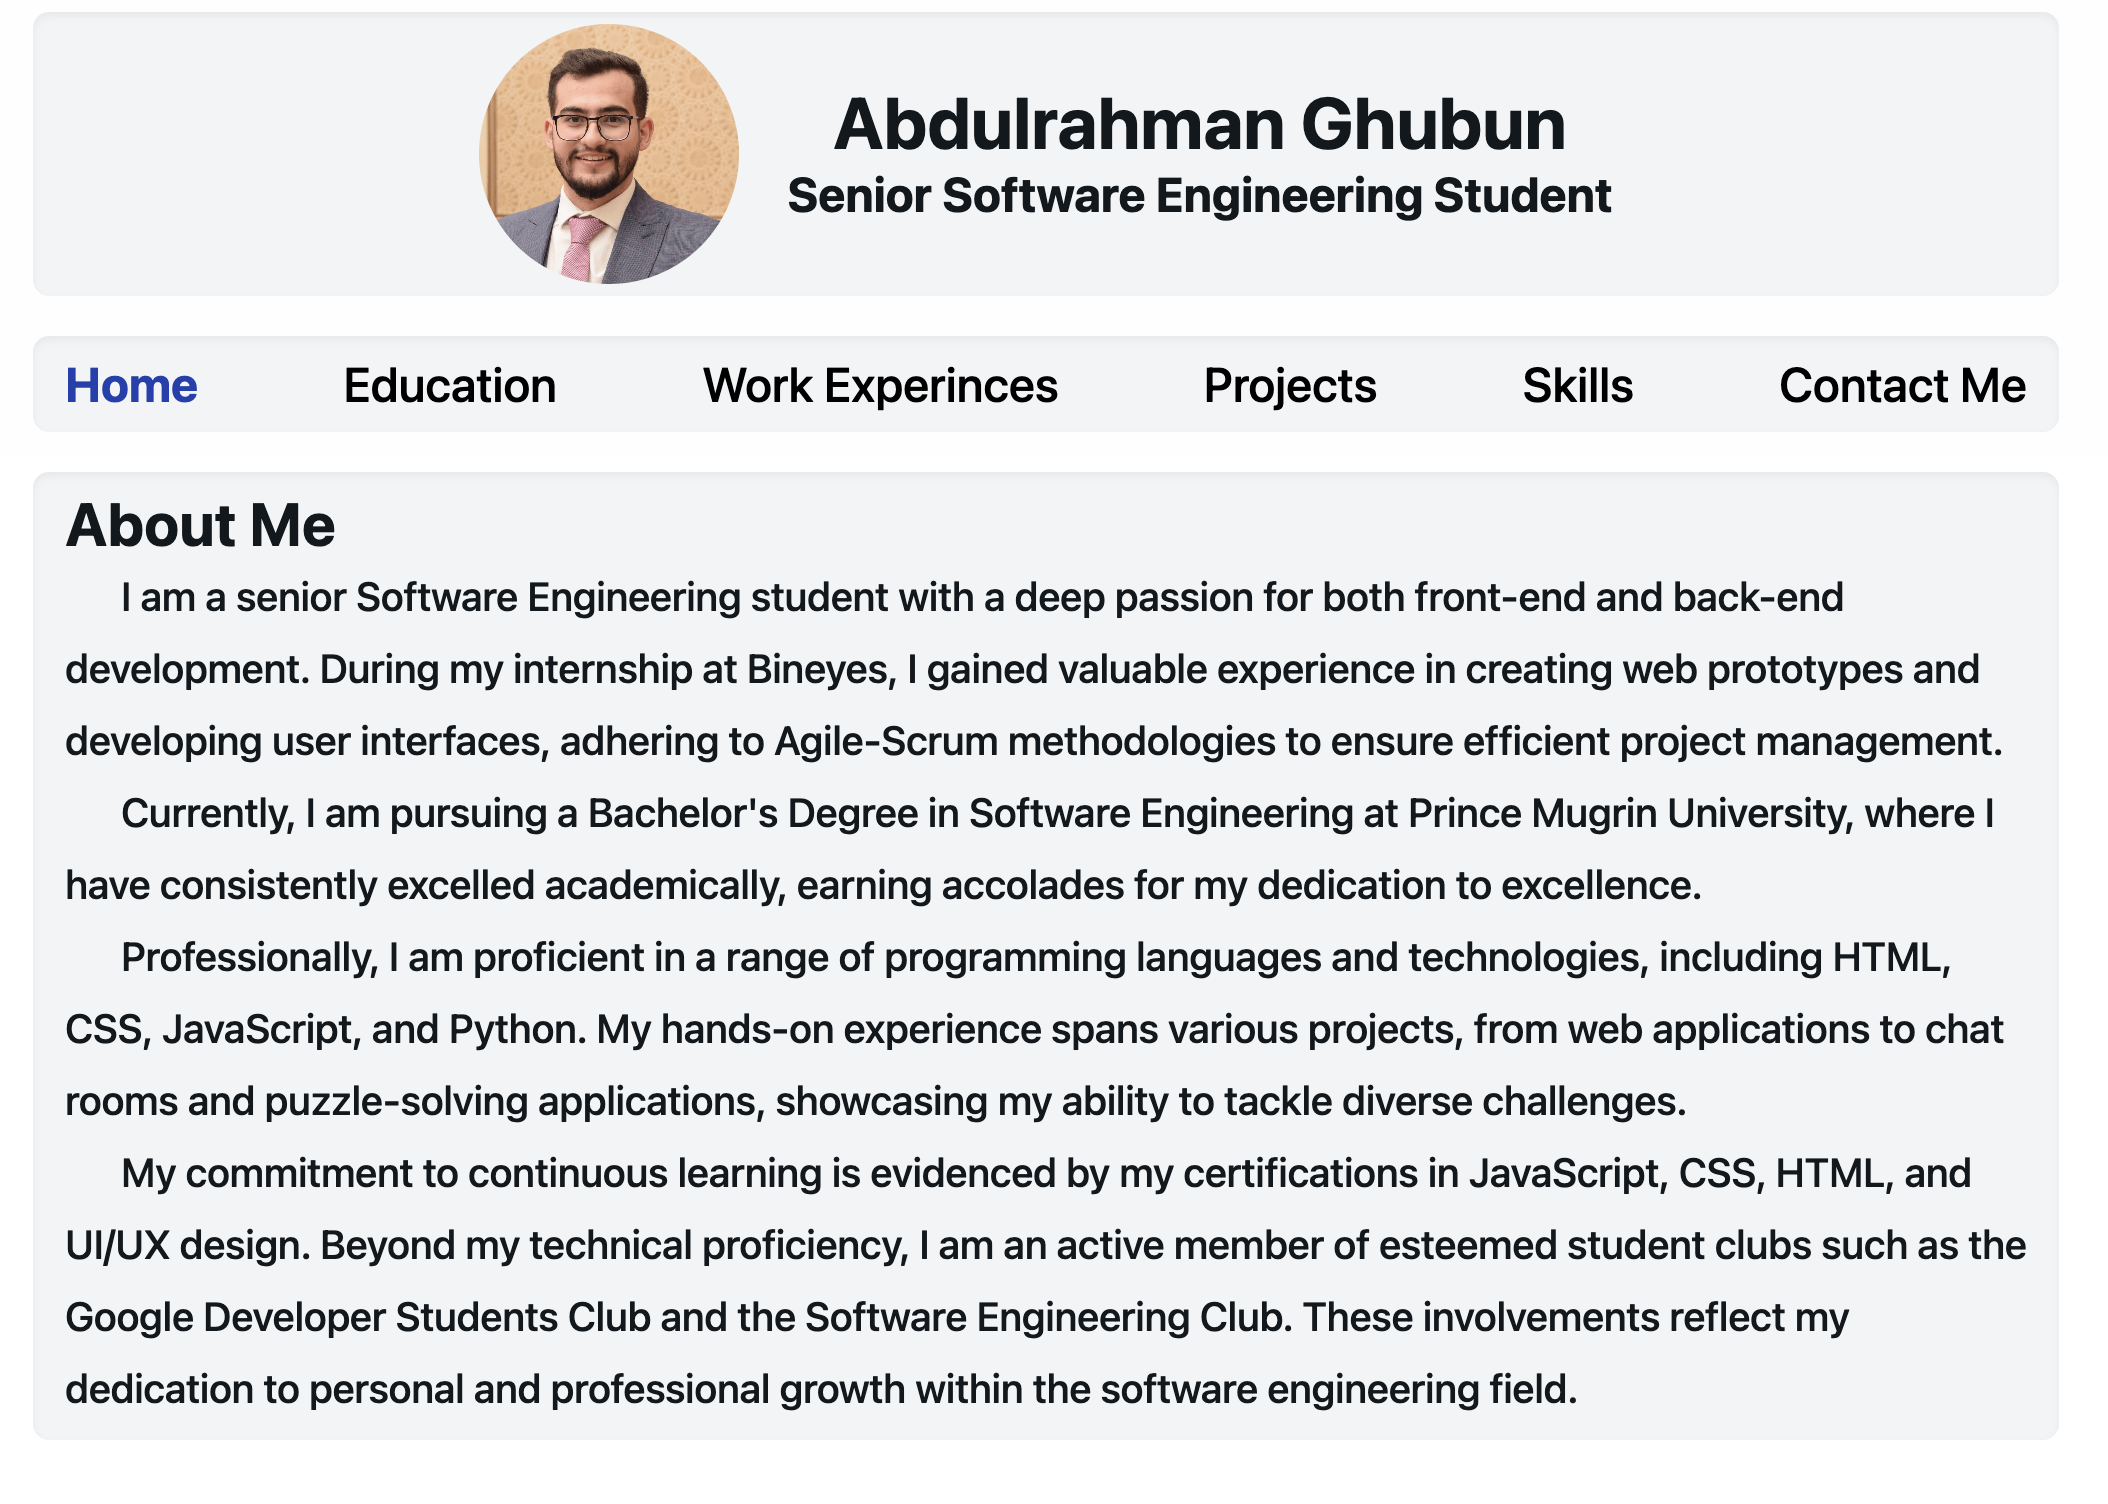 Abdulrahman Ghubun
Senior Software Engineering Student
Home Education Work Experinces Projects Skills Contact Me
About Me
I am a senior Software Engineering student with a deep passion for both front-end and back-end
development. During my internship at Bineyes, I gained valuable experience in creating web prototypes and
developing user interfaces, adhering to Agile-Scrum methodologies to ensure efficient project management.
Currently, I am pursuing a Bachelor's Degree in Software Engineering at Prince Mugrin University, where I
have consistently excelled academically, earning accolades for my dedication to excellence.
Professionally, I am proficient in a range of programming languages and technologies, including HTML,
CSS, JavaScript, and Python. My hands-on experience spans various projects, from web applications to chat
rooms and puzzle-solving applications, showcasing my ability to tackle diverse challenges.
My commitment to continuous learning is evidenced by my certifications in JavaScript, CSS, HTML, and
UI/UX design. Beyond my technical proficiency, I am an active member of esteemed student clubs such as the
Google Developer Students Club and the Software Engineering Club. These involvements reflect my
dedication to personal and professional growth within the software engineering field.